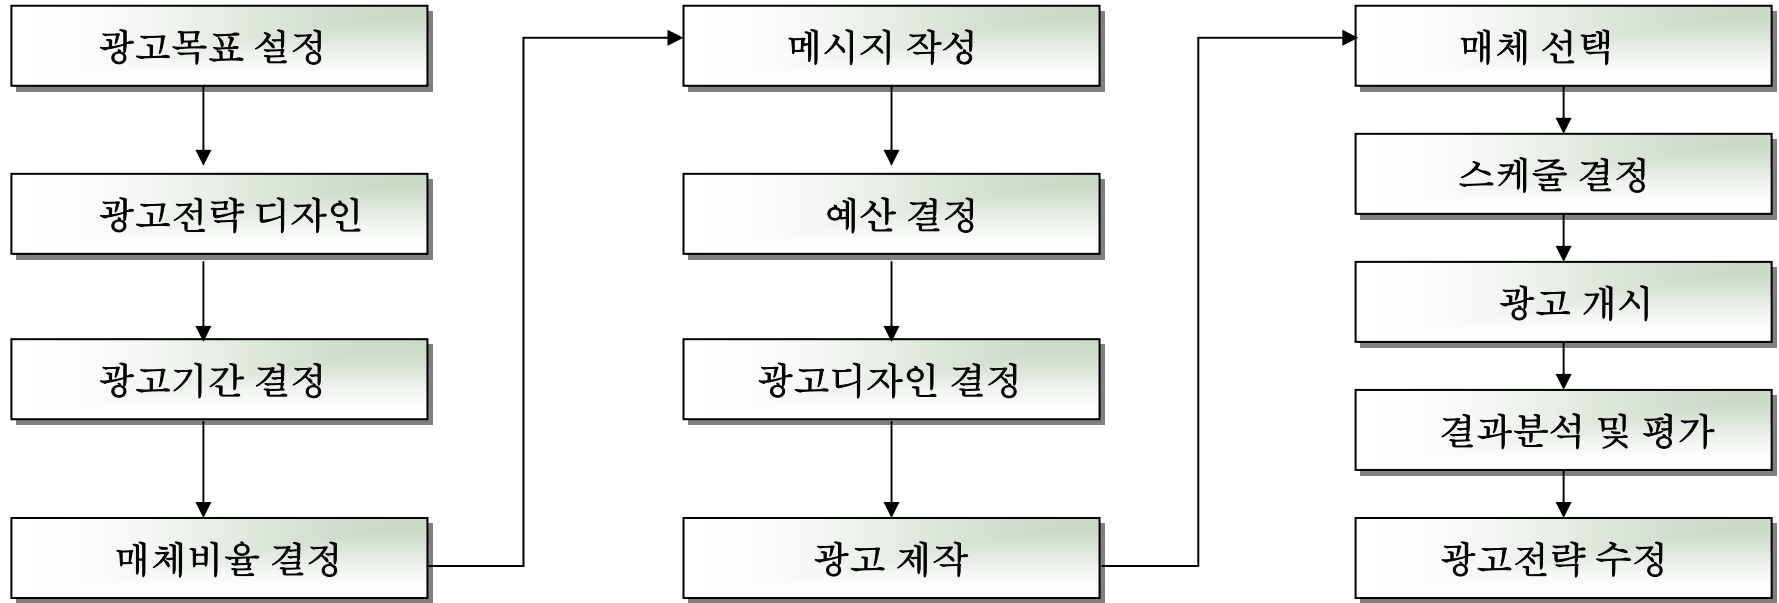 광고목표 설정
광고전략 디자인
광고기간 결정
매체비율 결정
메시지 작성
예산 결정
광고디자인 결정
광고 제작
매체 선택
스케줄 결정
광고 개시
결과분석 및 평가
광고전략 수정